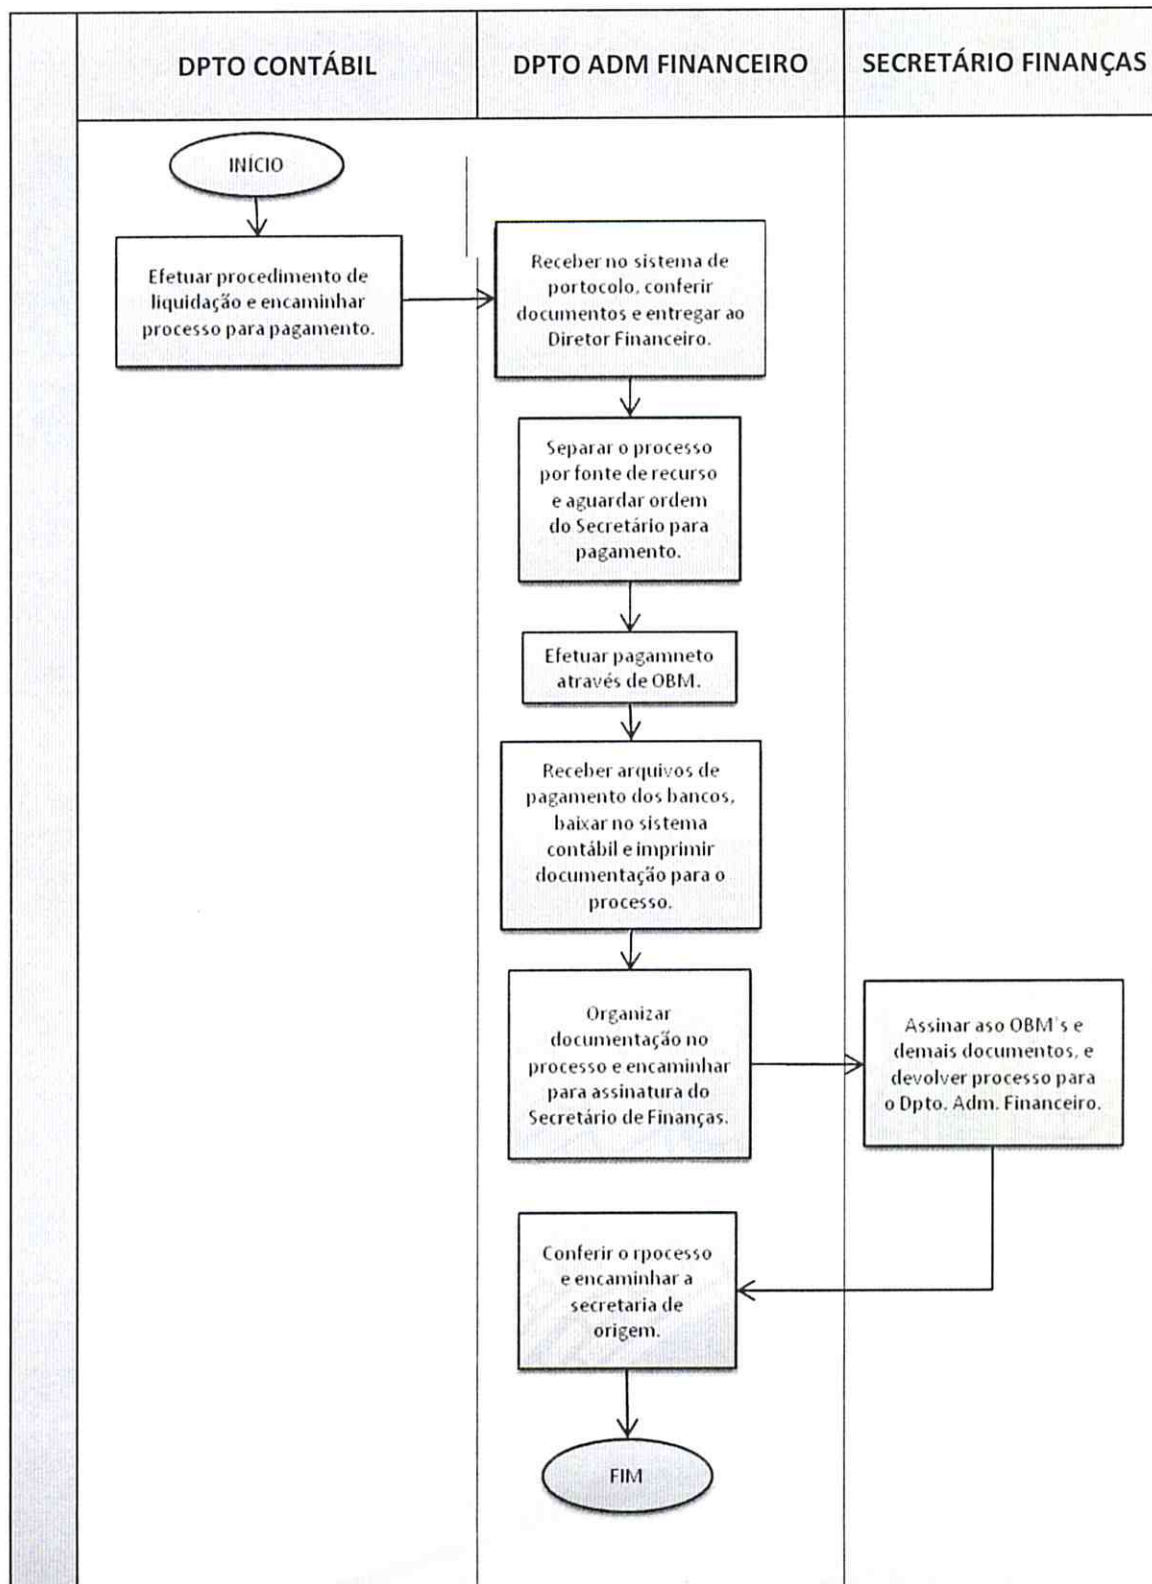 DPTO CONTÁBIL
DPTO ADM FINANCEIRO
SECRETÁRIO FINANÇAS
INÍCIO
Efetuar procedimento de
liquidação e encaminhar
processo para pagamento.
Receber no sistema de
portocolo, conferir
documentos e entregar ao
Diretor Financeiro.
Separar o processo
por fonte de recurso
e aguardar ordem
do Secretário para
pagamento.
Efetuar pagamneto
através de OBM.
Receber arquivos de
pagamento dos bancos,
baixar no sistema
contábil e imprimir
documentação para o
processo.
Organizar
documentação no
processo e encaminhar
para assinatura do
Secretário de Finanças.
Assinar aso OBM's e
demais documentos, e
devolver processo para
o Dpto. Adm. Financeiro.
Conferir o rpocesso
e encaminhar a
secretaria de
origem.
FIM